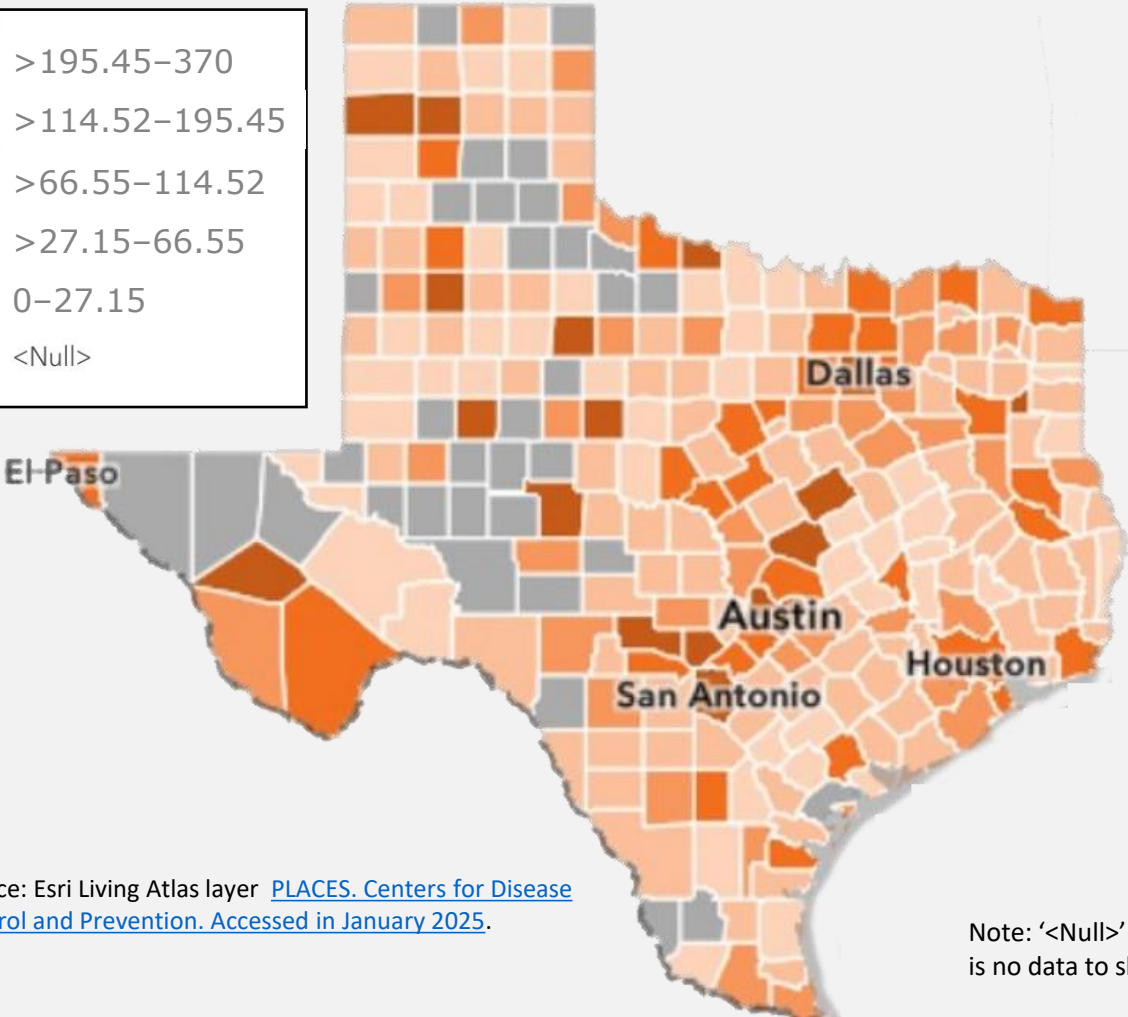 >195.45–370
>114.52–195.45
>66.55–114.52
>27.15–66.55
0–27.15
<Null>
Dallas
El Paso
Austin
Houston
San Antonio
ce: Esri Living Atlas layer PLACES. Centers for Disease
rol and Prevention. Accessed in January 2025.
Note: ‘<Null>’
is no data to